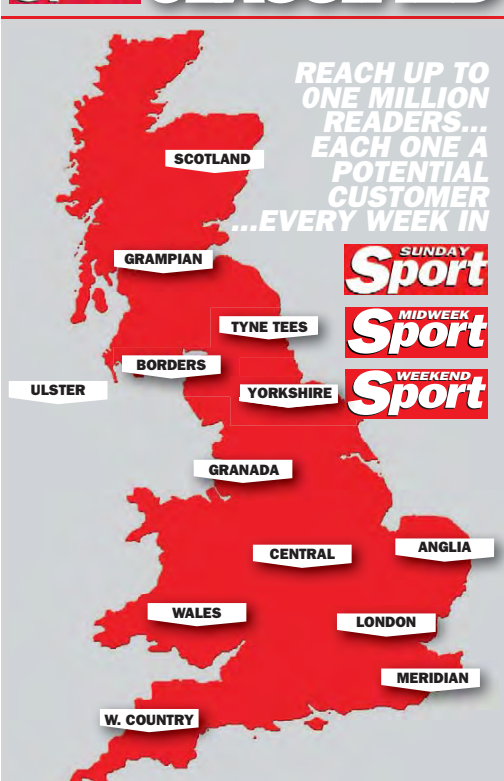 REACH UP TO
ONE MILLION
READERS...
EACH ONE A
POTENTIAL
CUSTOMER
...EVERY WEEK IN
SUNDAY
Sport
MIDWEEK
Sport
WEEKEND
Sport
SCOTLAND
GRAMPIAN
TYNE TEES
BORDERS
ULSTER
YORKSHIRE
GRANADA
CENTRAL
ANGLIA
WALES
LONDON
MERIDIAN
W. COUNTRY